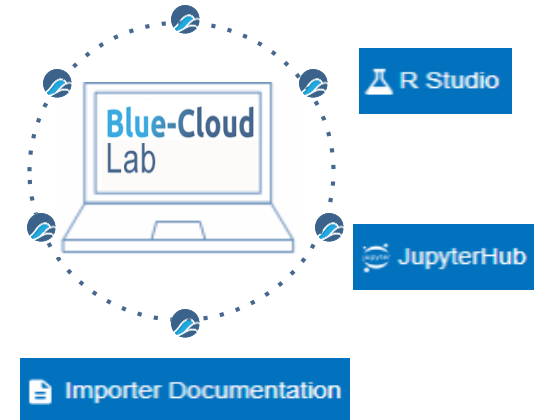 Blue-Cloud
Lab
R Studio
JupyterHub
Importer Documentation